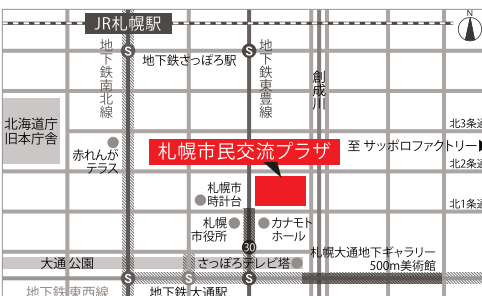 JR札幌駅
N
S
S
地下鉄さっぽろ駅
地下鉄南北線
地下鉄東豊線
創成川
北海道庁
旧本庁舎
北3条通
赤れんが
テラス
札幌市民交流プラザ
至 サッポロファクトリー
北2条通
札幌市
時計台
北1条通
札幌
市役所
カナモト
ホール
30
札幌大通地下ギャラリー
500m美術館
大通公園
さっぽろテレビ塔
S
S
S
地下鉄東西線
地下鉄大通駅